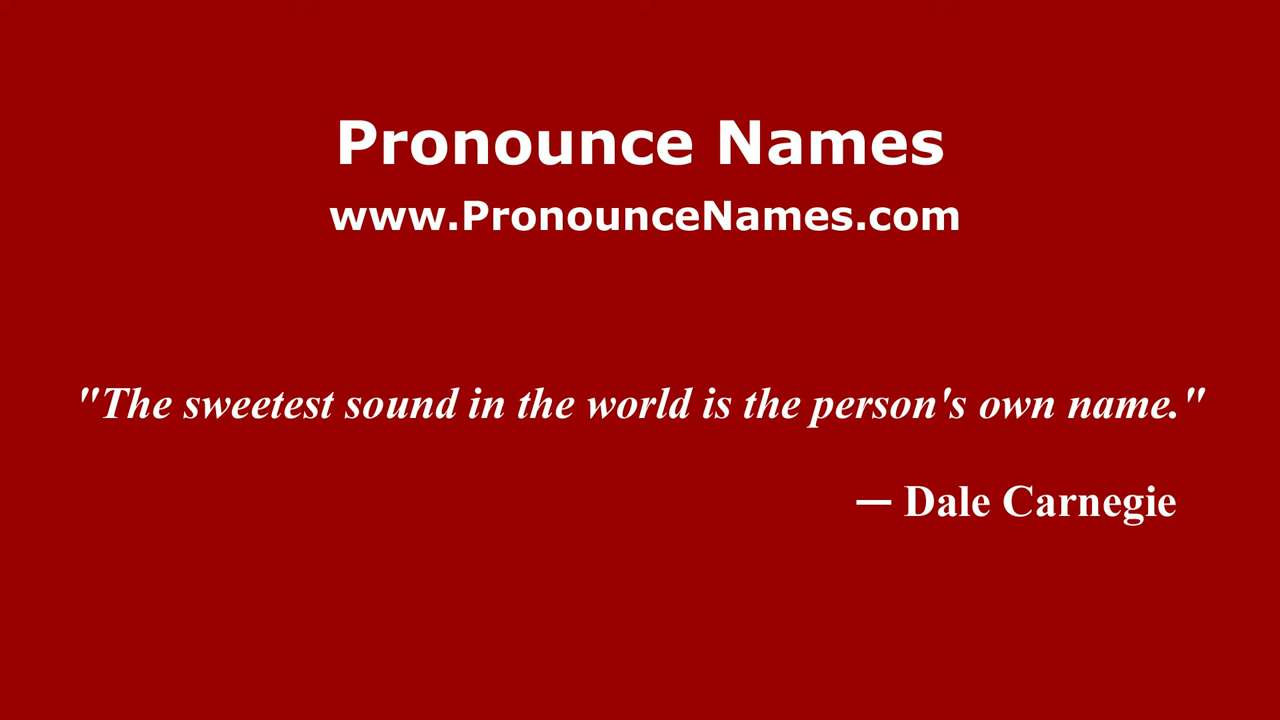 Pronounce Names
www.PronounceNames.com
"The sweetest sound in the world is the person's own name."
— Dale Carnegie